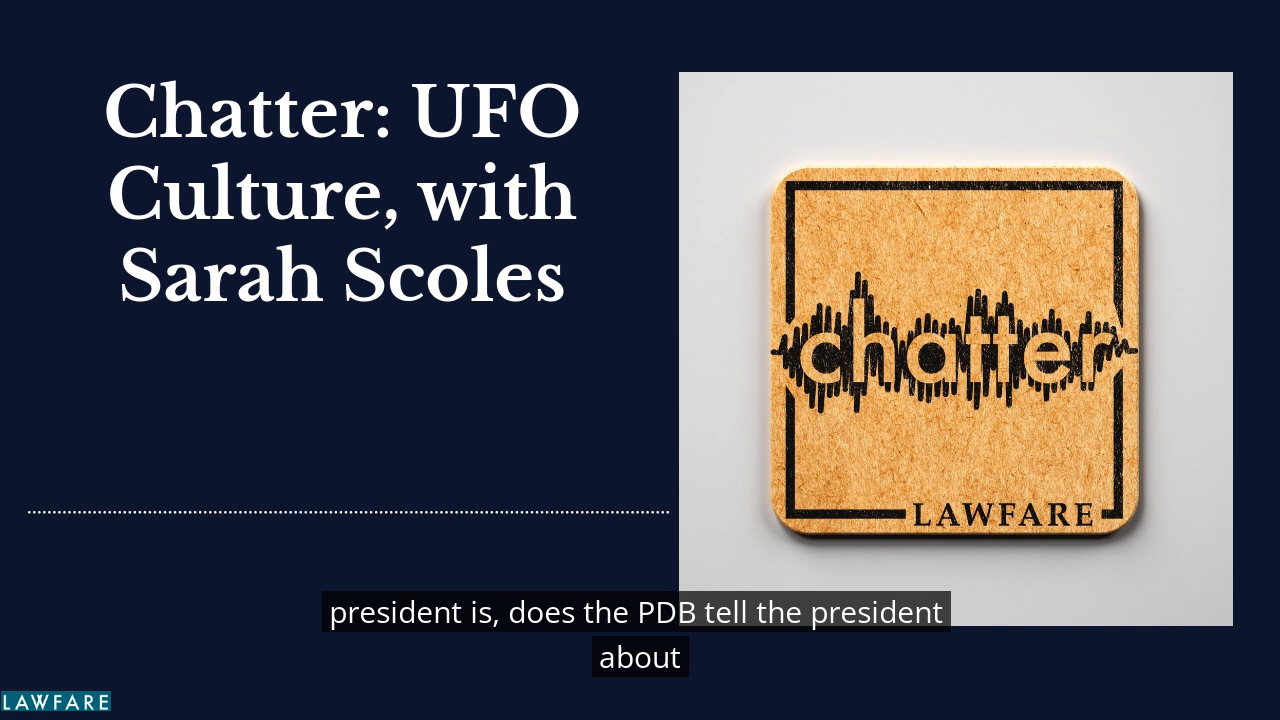 Chatter: UFO
Culture, with
Sarah Scoles
chatter
LAWFARE
president is, does the PDB tell the president
about
LAWFARE